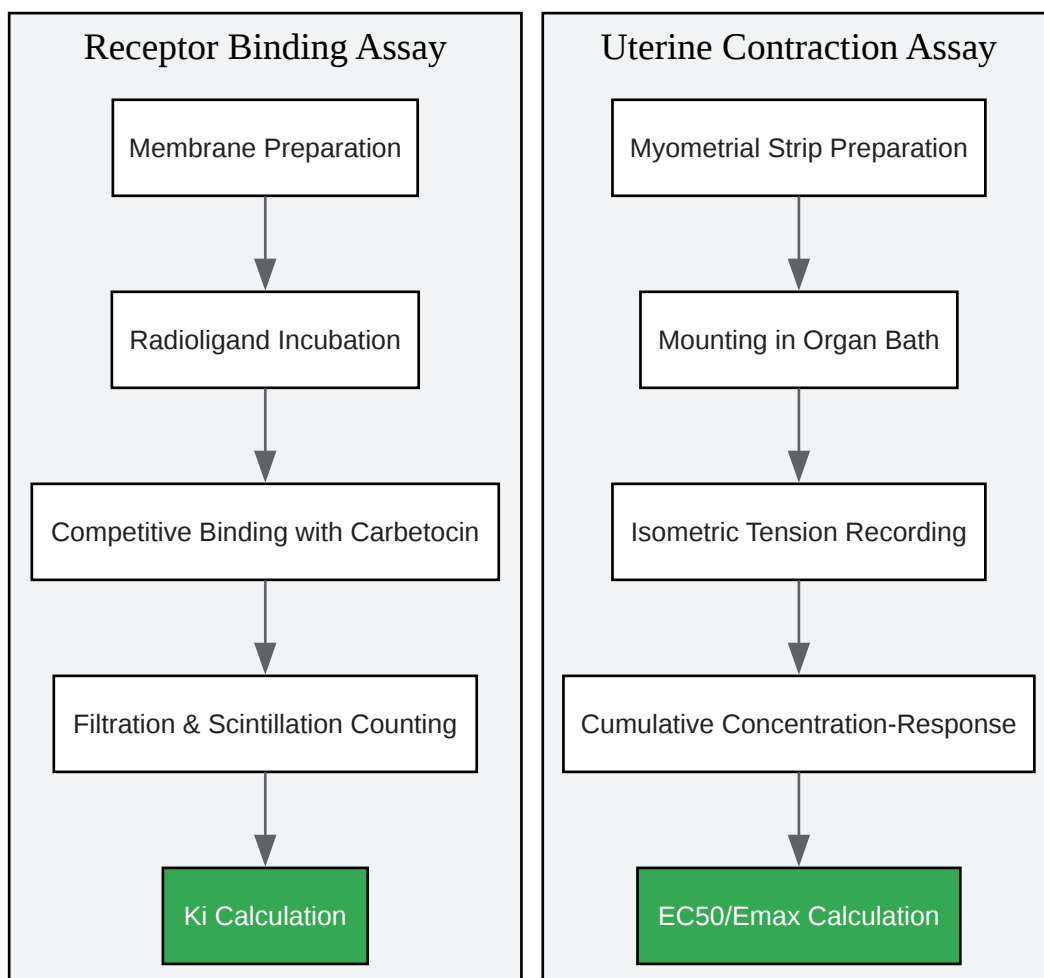 Receptor Binding Assay
Membrane Preparation
Radioligand Incubation
Competitive Binding with Carbetocin
Filtration & Scintillation Counting
Ki Calculation
Uterine Contraction Assay
Myometrial Strip Preparation
Mounting in Organ Bath
Isometric Tension Recording
Cumulative Concentration-Response
EC50/Emax Calculation